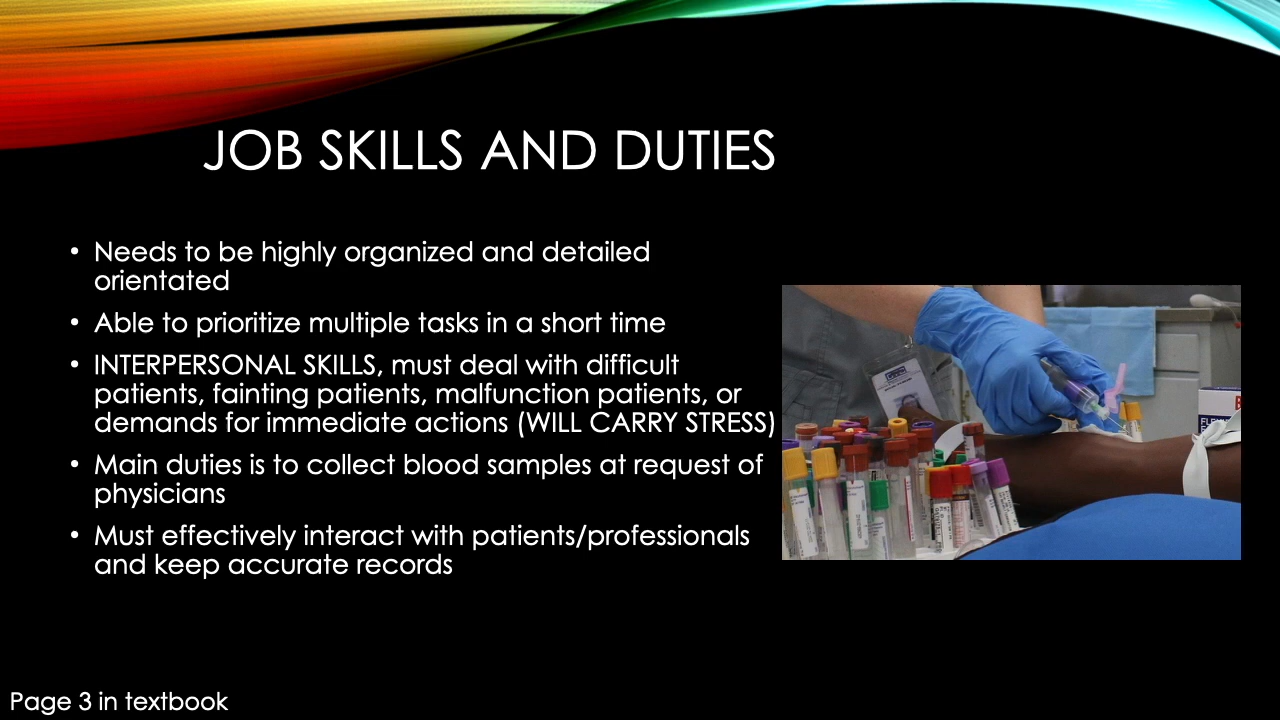 JOB SKILLS AND DUTIES
• Needs to be highly organized and detailed
orientated
• Able to prioritize multiple tasks in a short time
• INTERPERSONAL SKILLS, must deal with difficult
patients, fainting patients, malfunction patients, or
demands for immediate actions (WILL CARRY STRESS)
• Main duties is to collect blood samples at request of
physicians
• Must effectively interact with patients/professionals
and keep accurate records
Page 3 in textbook